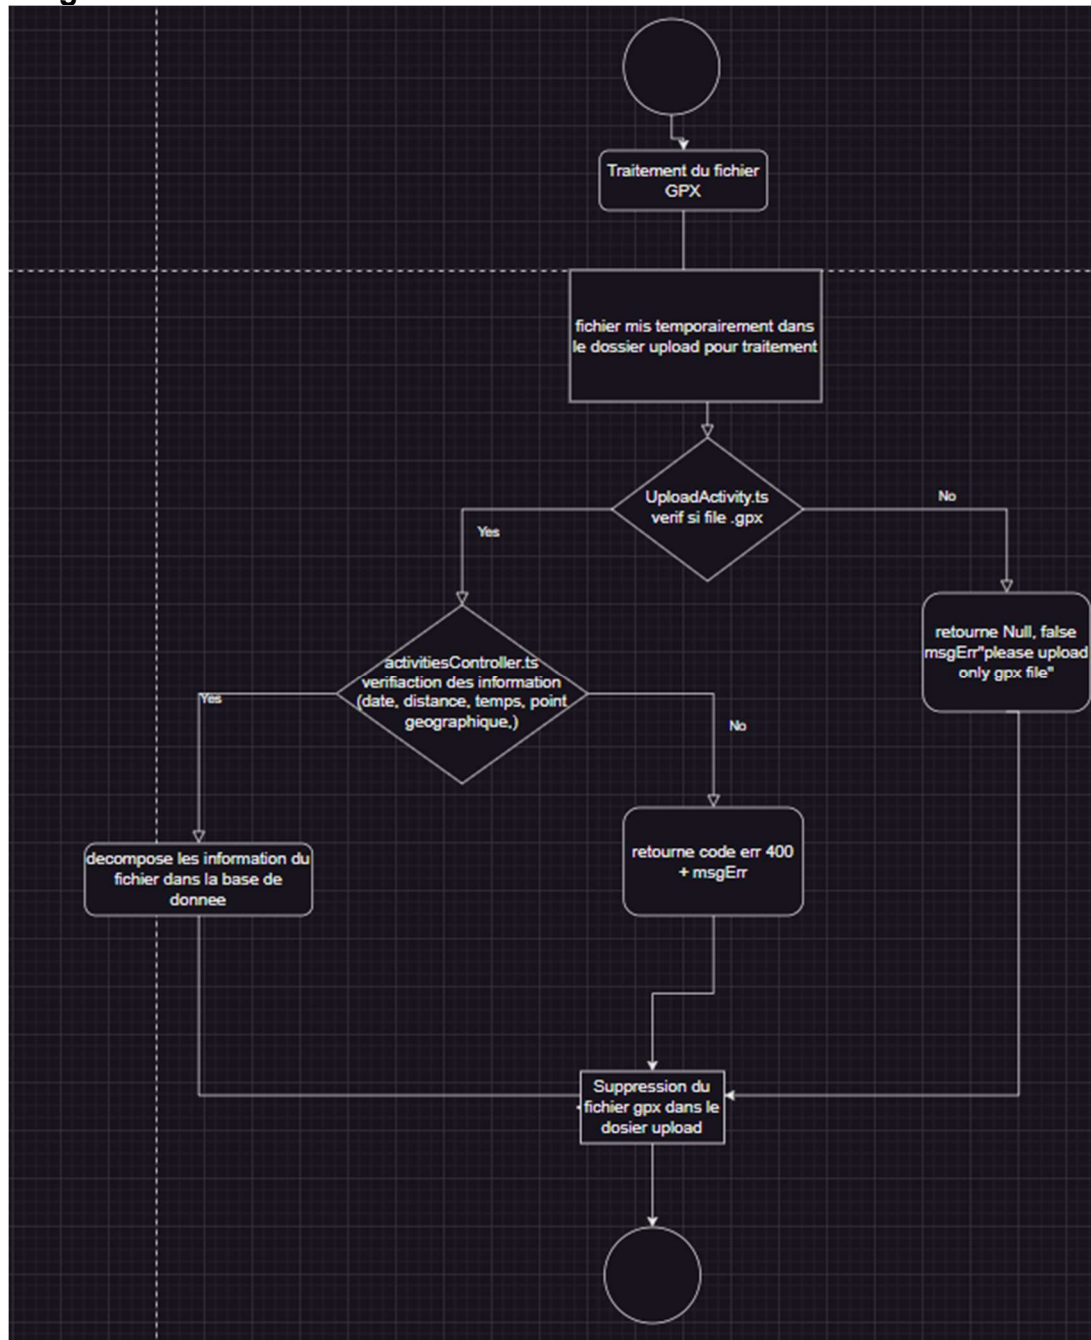 Traitement du fichier
GPX
fichier mis temporairement dans
le dossier upload pour traitement
UploadActivity.ts
verif si file .gpx
No
Yes
retourne Null, false
msgErr"please upload
only gpx file"
activitiesController.ts
verifiaction des information
(date, distance, temps, point
geographique,)
Yes
No
decompose les information du
fichier dans la base de
donnee
retourne code err 400
+ msgErr
Suppression du
fichier gpx dans le
dosier upload